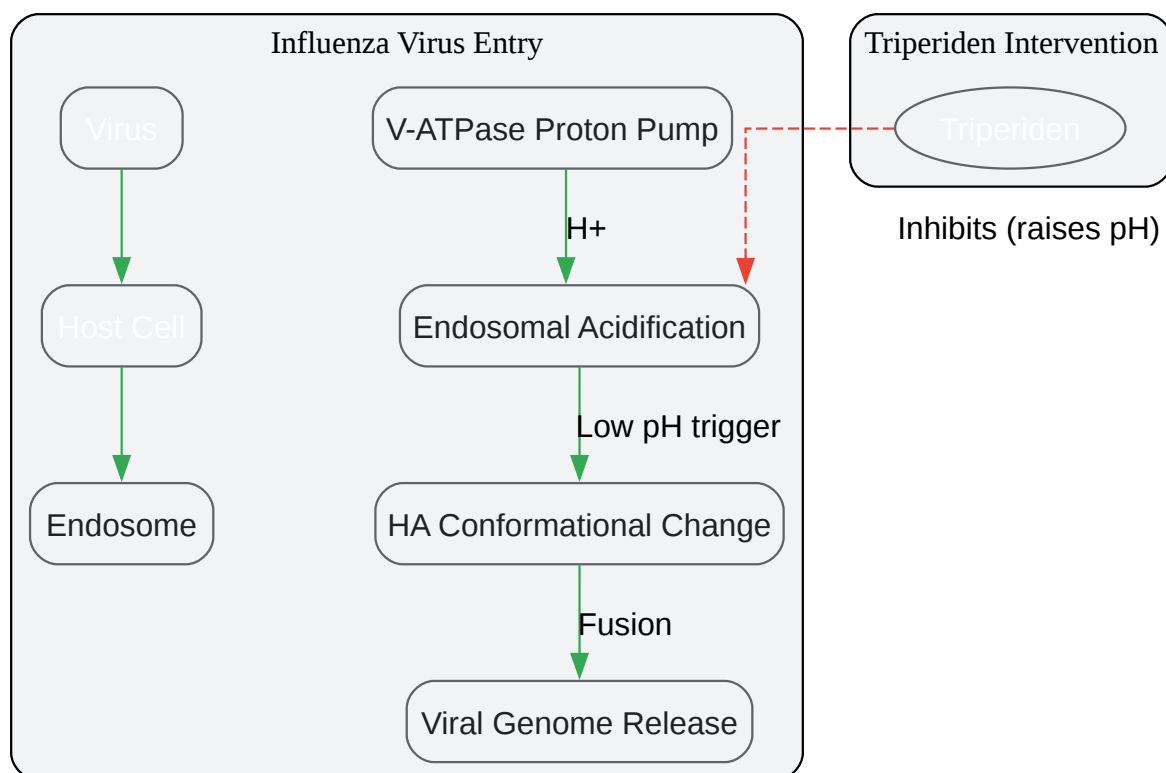 Influenza Virus Entry
Triperiden Intervention
Virus
V-ATPase Proton Pump
Triperiden
H+
Inhibits (raises pH)
Host Cell
Endosomal Acidification
Low pH trigger
Endosome
HA Conformational Change
Fusion
Viral Genome Release